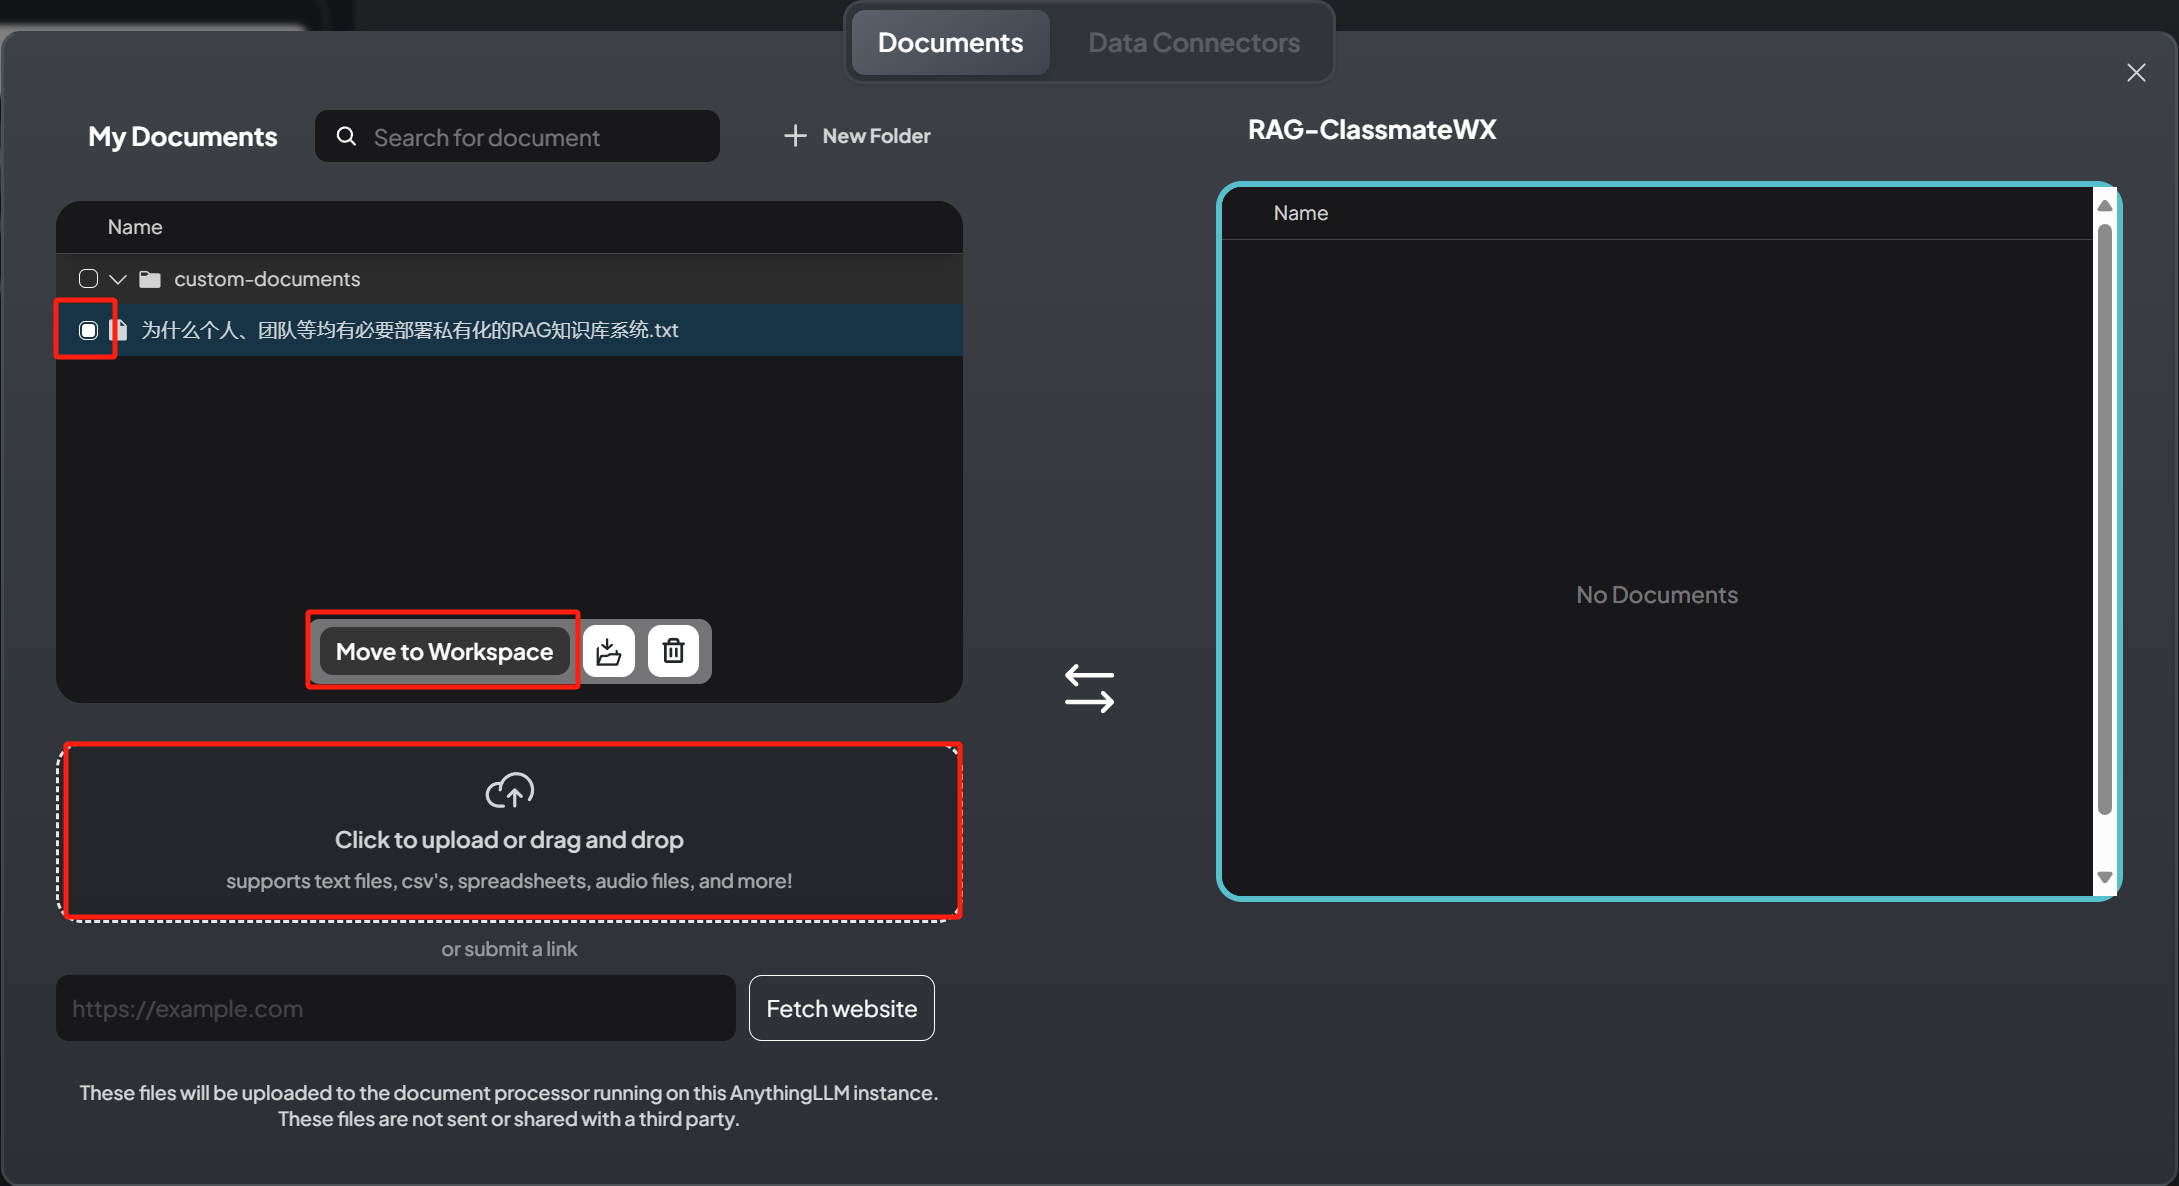 Documents
Data Connectors
My Documents
Search for document
New Folder
RAG-ClassmateWX
Name
custom-documents
为什么个人、团队等均有必要部署私有化的RAG知识库系统.txt
Move to Workspace
Click to upload or drag and drop
supports text files, csv's, spreadsheets, audio files, and more!
or submit a link
https://example.com
Fetch website
These files will be uploaded to the document processor running on this AnythingLLM instance.
These files are not sent or shared with a third party.
Name
No Documents